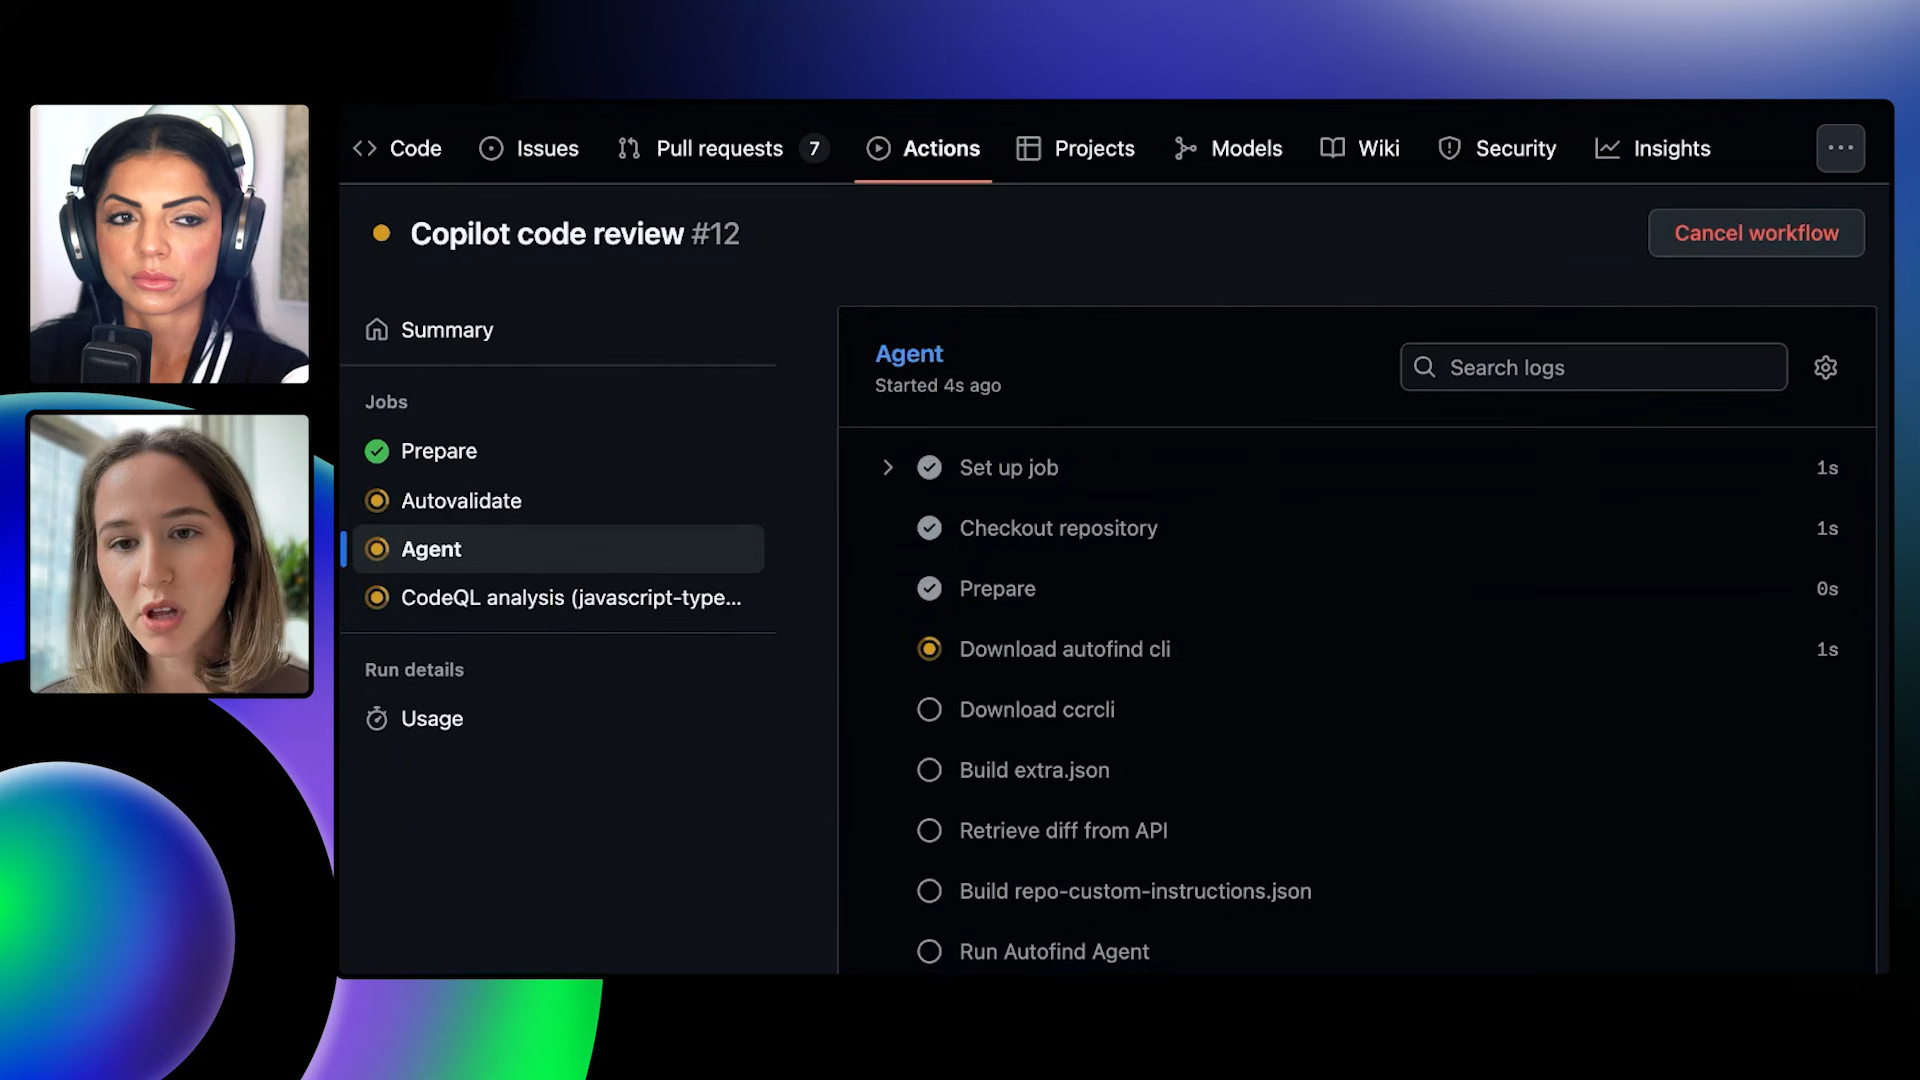 Code
Issues
Pull requests 7
Actions
Projects
Models
Wiki
Security
Insights
Copilot code review #12
Cancel workflow
Summary
Jobs
Prepare
Autovalidate
Agent
CodeQL analysis (javascript-type...
Run details
Usage
Agent
Started 4s ago
Search logs
Set up job 1s
Checkout repository 1s
Prepare 0s
Download autofind cli 1s
Download ccrcli
Build extra.json
Retrieve diff from API
Build repo-custom-instructions.json
Run Autofind Agent